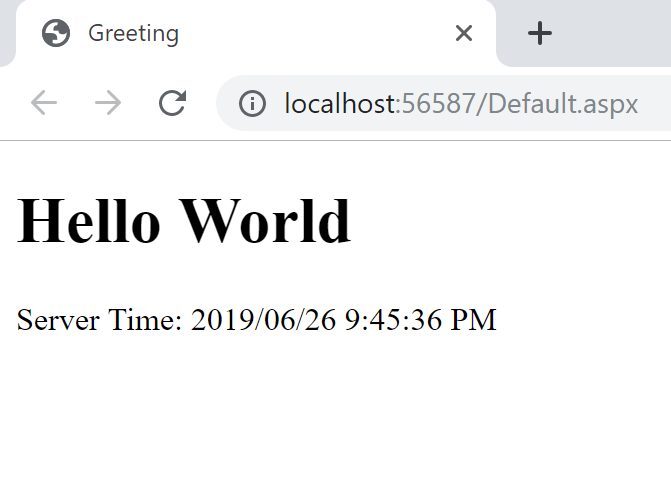 Greeting
localhost:56587/Default.aspx
Hello World
Server Time: 2019/06/26 9:45:36 PM